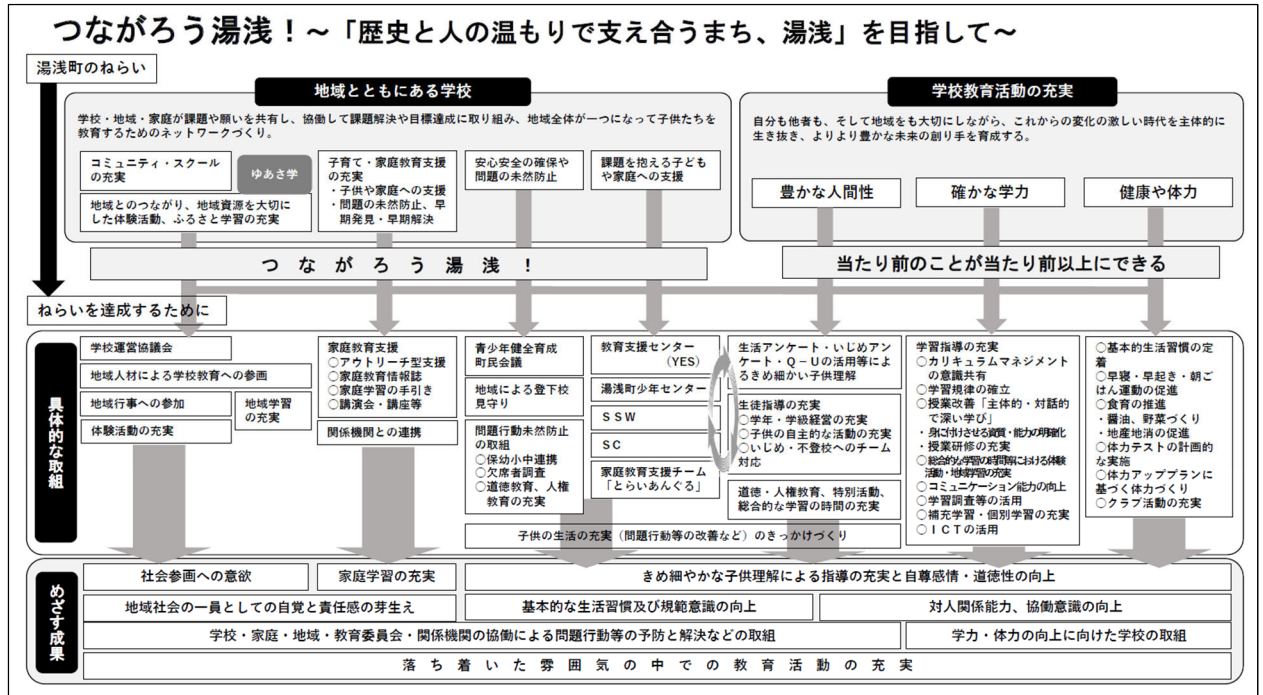 つながろう湯浅！～「歴史と人の温もりで支え合うまち、湯浅」を目指して～
湯浅町のねらい
地域とともにある学校
学校・地域・家庭が課題や願いを共有し、協働して課題解決や目標達成に取り組み、地域全体が一つになって子供たちを
教育するためのネットワークづくり。
コミュニティ・スクール
の充実
ゆあさ学
地域とのつながり、地域資源を大切に
した体験活動、ふるさと学習の充実
子育て・家庭教育支援
の充実
・子供や家庭への支援
・問題の未然防止、早
期発見・早期解決
安心安全の確保や
問題の未然防止
課題を抱える子ども
や家庭への支援
学校教育活動の充実
自分も他者も、そして地域をも大切にしながら、これからの変化の激しい時代を主体的に
生き抜き、よりより豊かな未来の創り手を育成する。
豊かな人間性
確かな学力
健康や体力
つながろう湯浅！
当たり前のことが当たり前以上にできる
ねらいを達成するために
具体的な取組
学校運営協議会
地域人材による学校教育への参画
地域行事への参加
体験活動の充実
地域学習
の充実
家庭教育支援
○アウトリーチ型支援
○家庭教育情報誌
○家庭学習の手引き
○講演会・講座等
関係機関との連携
青少年健全育成
町民会議
地域による登下校
見守り
問題行動未然防止
の取組
○保幼小中連携
○欠席者調査
○道徳教育、人権
教育の充実
教育支援センター
（YES）
湯浅町少年センター
ＳＳＷ
ＳＣ
家庭教育支援チーム
「とらいあんぐる」
子供の生活の充実（問題行動等の改善など）のきっかけづくり
生活アンケート・いじめアン
ケート・Ｑ－Ｕの活用等によ
るきめ細かい子供理解
生徒指導の充実
○学年・学級経営の充実
○子供の自主的な活動の充実
○いじめ・不登校へのチーム
対応
道徳・人権教育、特別活動、
総合的な学習の時間の充実
学習指導の充実
○カリキュラムマネジメント
の意識共有
○学習規律の確立
○授業改善「主体的・対話的
で深い学び」
・身に付けさせる資質・能力の明確化
・授業研修の充実
○総合的な学習の時間等における体験
活動・地域学習の充実
○コミュニケーション能力の向上
○学習調査等の活用
○補充学習・個別学習の充実
○ＩＣＴの活用
○基本的生活習慣の定
着
○早寝・早起き・朝ご
はん運動の促進
○食育の推進
・醤油、野菜づくり
・地産地消の促進
○体力テストの計画的
な実施
○体力アッププランに
基づく体力づくり
○クラブ活動の充実
めざす成果
社会参画への意欲
家庭学習の充実
きめ細やかな子供理解による指導の充実と自尊感情・道徳性の向上
地域社会の一員としての自覚と責任感の芽生え
基本的な生活習慣及び規範意識の向上
対人関係能力、協働意識の向上
学校・家庭・地域・教育委員会・関係機関の協働による問題行動等の予防と解決などの取組
学力・体力の向上に向けた学校の取組
落ち着いた雰囲気の中での教育活動の充実